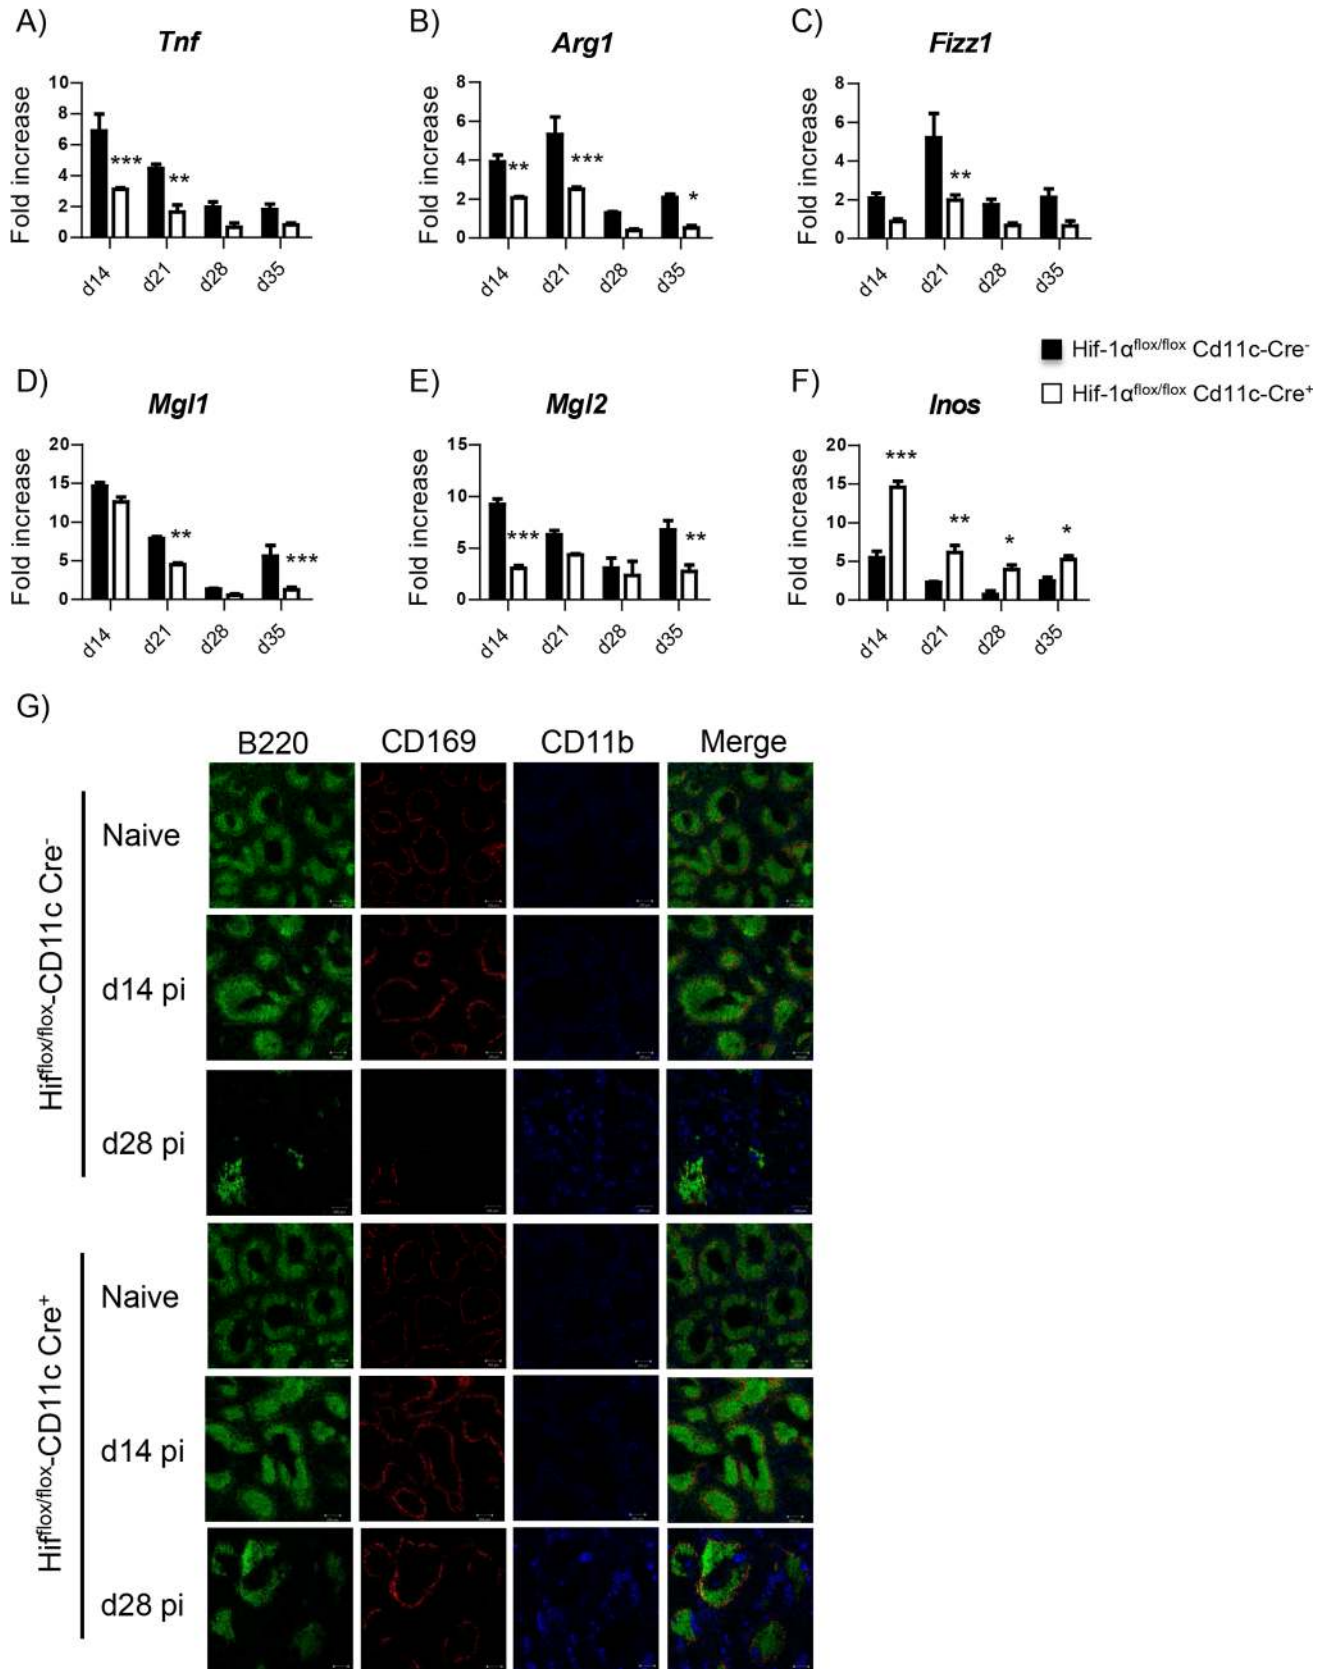 A)
Tnf
Fold increase
10
8
6
4
2
0
***
**
d14
d21
d28
d35
B)
Arg1
Fold increase
8
6
4
2
0
**
***
*
d14
d21
d28
d35
C)
Fizz1
Fold increase
8
6
4
2
0
**
d14
d21
d28
d35
Hif-1α^flox/flox Cd11c-Cre⁻
Hif-1α^flox/flox Cd11c-Cre⁺
D)
Mgl1
Fold increase
20
15
10
5
0
**
***
d14
d21
d28
d35
E)
Mgl2
Fold increase
15
10
5
0
***
**
d14
d21
d28
d35
F)
Inos
Fold increase
20
15
10
5
0
***
**
*
*
d14
d21
d28
d35
G)
B220 CD169 CD11b Merge
Hif^flox/flox-CD11c Cre⁻
Naive
d14 pi
d28 pi
Hif^flox/flox-CD11c Cre⁺
Naive
d14 pi
d28 pi